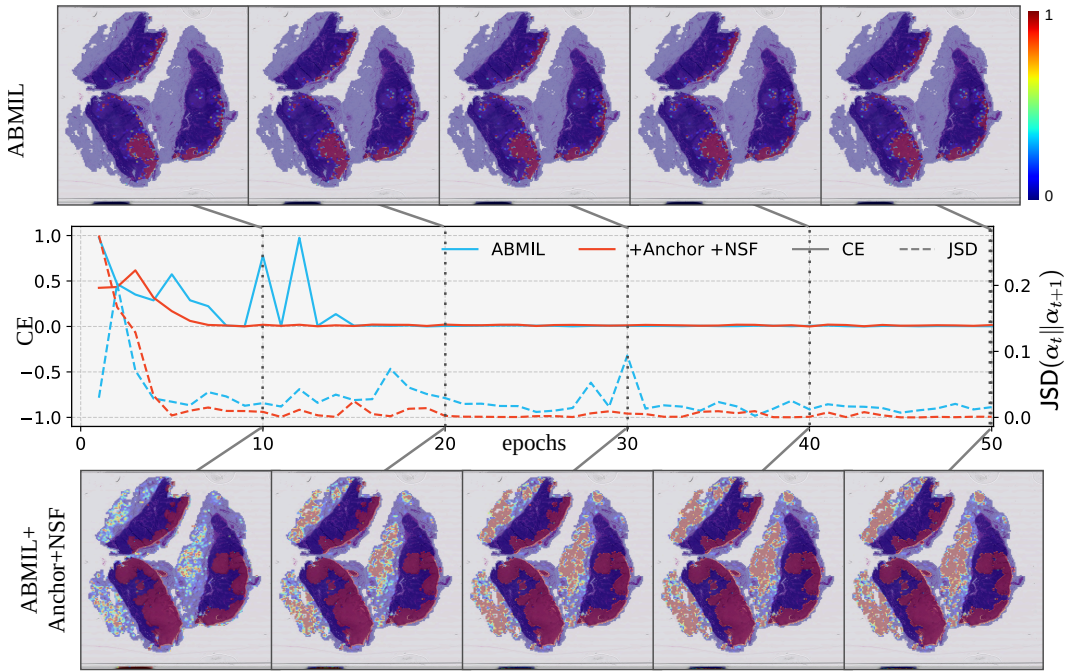 ABMIL
1
0
ABMIL +Anchor +NSF CE JSD
1.0
0.5
0.0
−0.5
−1.0
CE
0.2
0.1
0.0
JSD(α_t||α_{t+1})
0 10 20 30 40 50
epochs
ABMIL+
Anchor+NSF